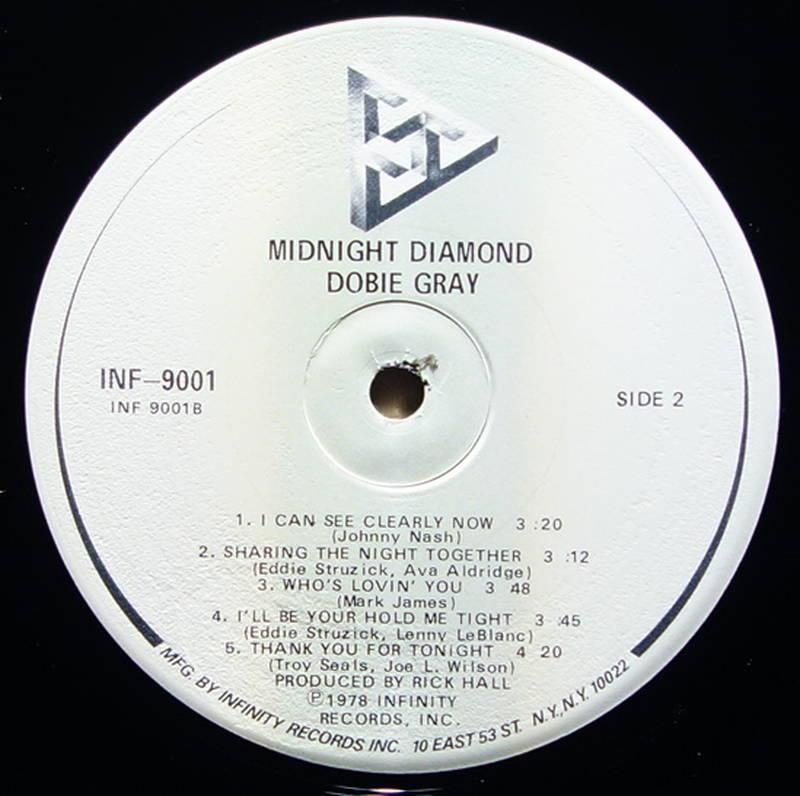 MIDNIGHT DIAMOND
DOBIE GRAY
INF-9001
INF 9001B
SIDE 2
1. I CAN SEE CLEARLY NOW 3:20
(Johnny Nash)
2. SHARING THE NIGHT TOGETHER 3:12
(Eddie Struzick, Ava Aldridge)
3. WHO'S LOVIN' YOU 3 48
(Mark James)
4. I'LL BE YOUR HOLD ME TIGHT 3:45
(Eddie Struzick, Lenny LeBlanc)
5. THANK YOU FOR TONIGHT 4 20
(Troy Seals, Joe L. Wilson)
PRODUCED BY RICK HALL
℗1978 INFINITY
RECORDS, INC.
MFG. BY INFINITY RECORDS INC. 10 EAST 53 ST. N.Y., N.Y. 10022